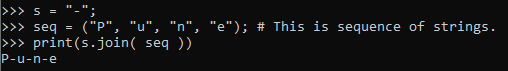 >>> s = "-";
>>> seq = ("P", "u", "n", "e"); # This is sequence of strings.
>>> print(s.join( seq ))
P-u-n-e